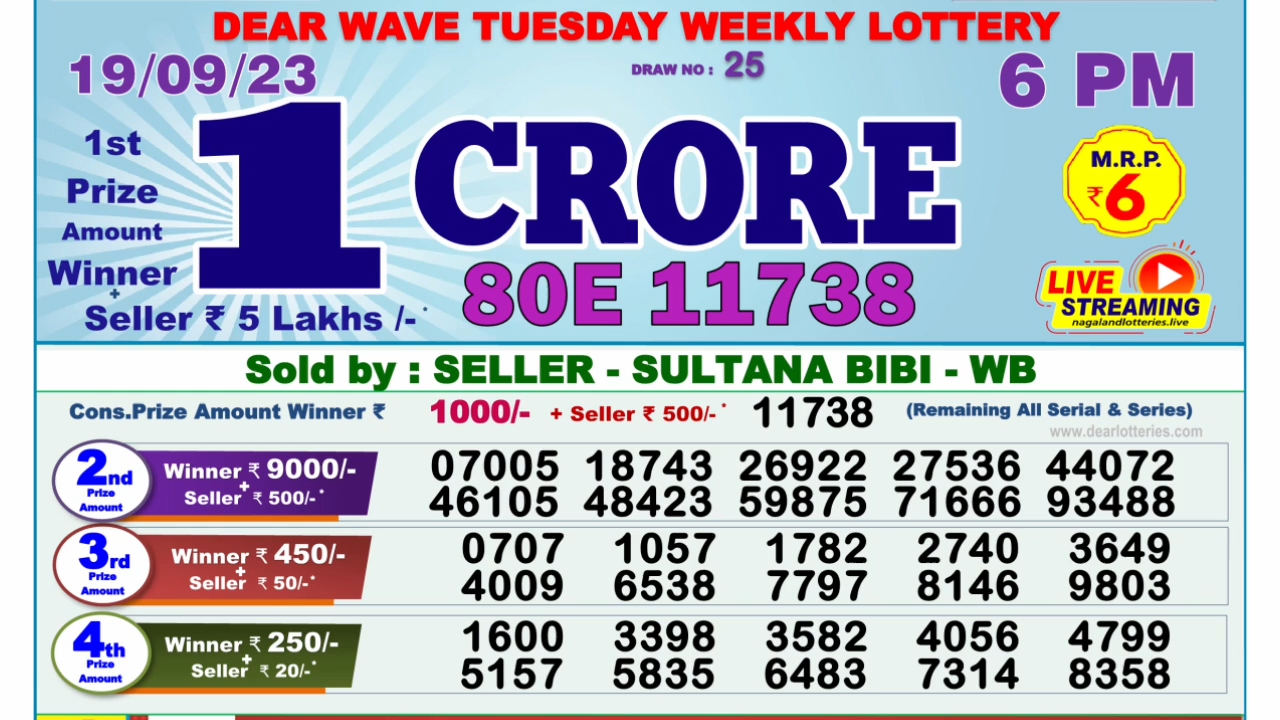 DEAR WAVE TUESDAY WEEKLY LOTTERY
19/09/23
DRAW NO : 25
6 PM
1st
Prize
Amount
Winner
+
Seller ₹ 5 Lakhs /-*
1 CRORE
80E 11738
M.R.P.
₹6
LIVE
STREAMING
nagalandlotteries.live
Sold by : SELLER - SULTANA BIBI - WB
Cons.Prize Amount Winner ₹ 1000/- + Seller ₹ 500/-* 11738 (Remaining All Serial & Series)
www.dearlotteries.com
2nd
Prize
Amount
Winner ₹ 9000/-
+
Seller ₹ 500/-*
07005 18743 26922 27536 44072
46105 48423 59875 71666 93488
3rd
Prize
Amount
Winner ₹ 450/-
+
Seller ₹ 50/-*
0707 1057 1782 2740 3649
4009 6538 7797 8146 9803
4th
Prize
Amount
Winner ₹ 250/-
+
Seller ₹ 20/-*
1600 3398 3582 4056 4799
5157 5835 6483 7314 8358